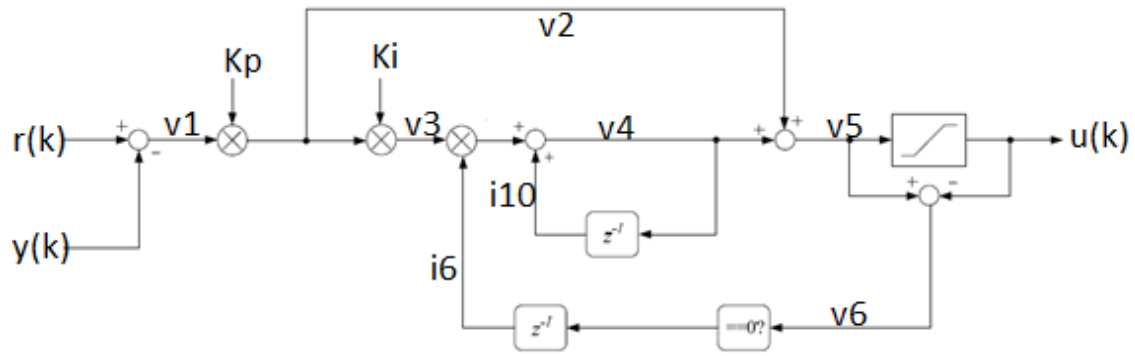 v2
Kp
Ki
r(k)
+
-
v1
v3
+
+
v4
+
+
v5
u(k)
i10
z⁻¹
+
-
y(k)
i6
z⁻¹
==0?
v6